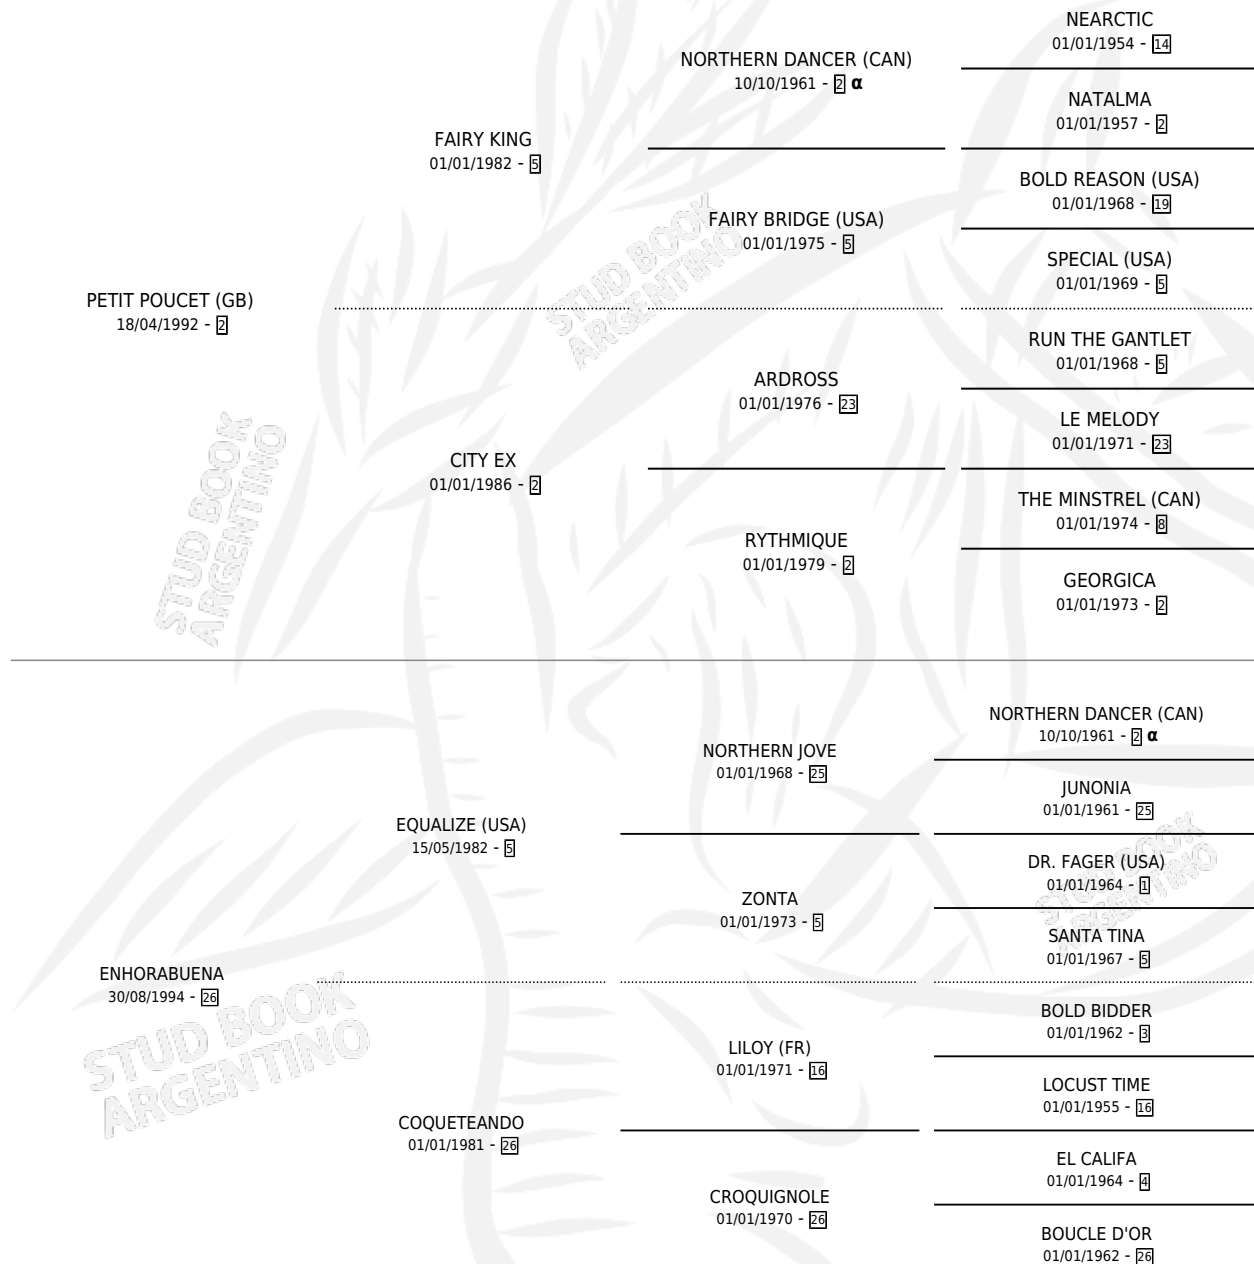 NEARCTIC
01/01/1954 - 14
NORTHERN DANCER (CAN)
10/10/1961 - 2 α
NATALMA
01/01/1957 - 2
FAIRY KING
01/01/1982 - 5
BOLD REASON (USA)
01/01/1968 - 19
FAIRY BRIDGE (USA)
01/01/1975 - 5
SPECIAL (USA)
01/01/1969 - 5
PETIT POUCET (GB)
18/04/1992 - 2
RUN THE GANTLET
01/01/1968 - 5
ARDROSS
01/01/1976 - 23
LE MELODY
01/01/1971 - 23
CITY EX
01/01/1986 - 2
THE MINSTREL (CAN)
01/01/1974 - 8
RYTHMIQUE
01/01/1979 - 2
GEORGICA
01/01/1973 - 2
NORTHERN DANCER (CAN)
10/10/1961 - 2 α
NORTHERN JOVE
01/01/1968 - 25
JUNONIA
01/01/1961 - 25
EQUALIZE (USA)
15/05/1982 - 5
DR. FAGER (USA)
01/01/1964 - 1
ZONTA
01/01/1973 - 5
SANTA TINA
01/01/1967 - 5
ENHORABUENA
30/08/1994 - 26
BOLD BIDDER
01/01/1962 - 3
LILOY (FR)
01/01/1971 - 16
LOCUST TIME
01/01/1955 - 16
COQUETEANDO
01/01/1981 - 26
EL CALIFA
01/01/1964 - 4
CROQUIGNOLE
01/01/1970 - 26
BOUCLE D'OR
01/01/1962 - 26
STUD BOOK
ARGENTINO
STUD BOOK
ARGENTINO
STUD BOOK
ARGENTINO
STUD BOOK
ARGENTINO